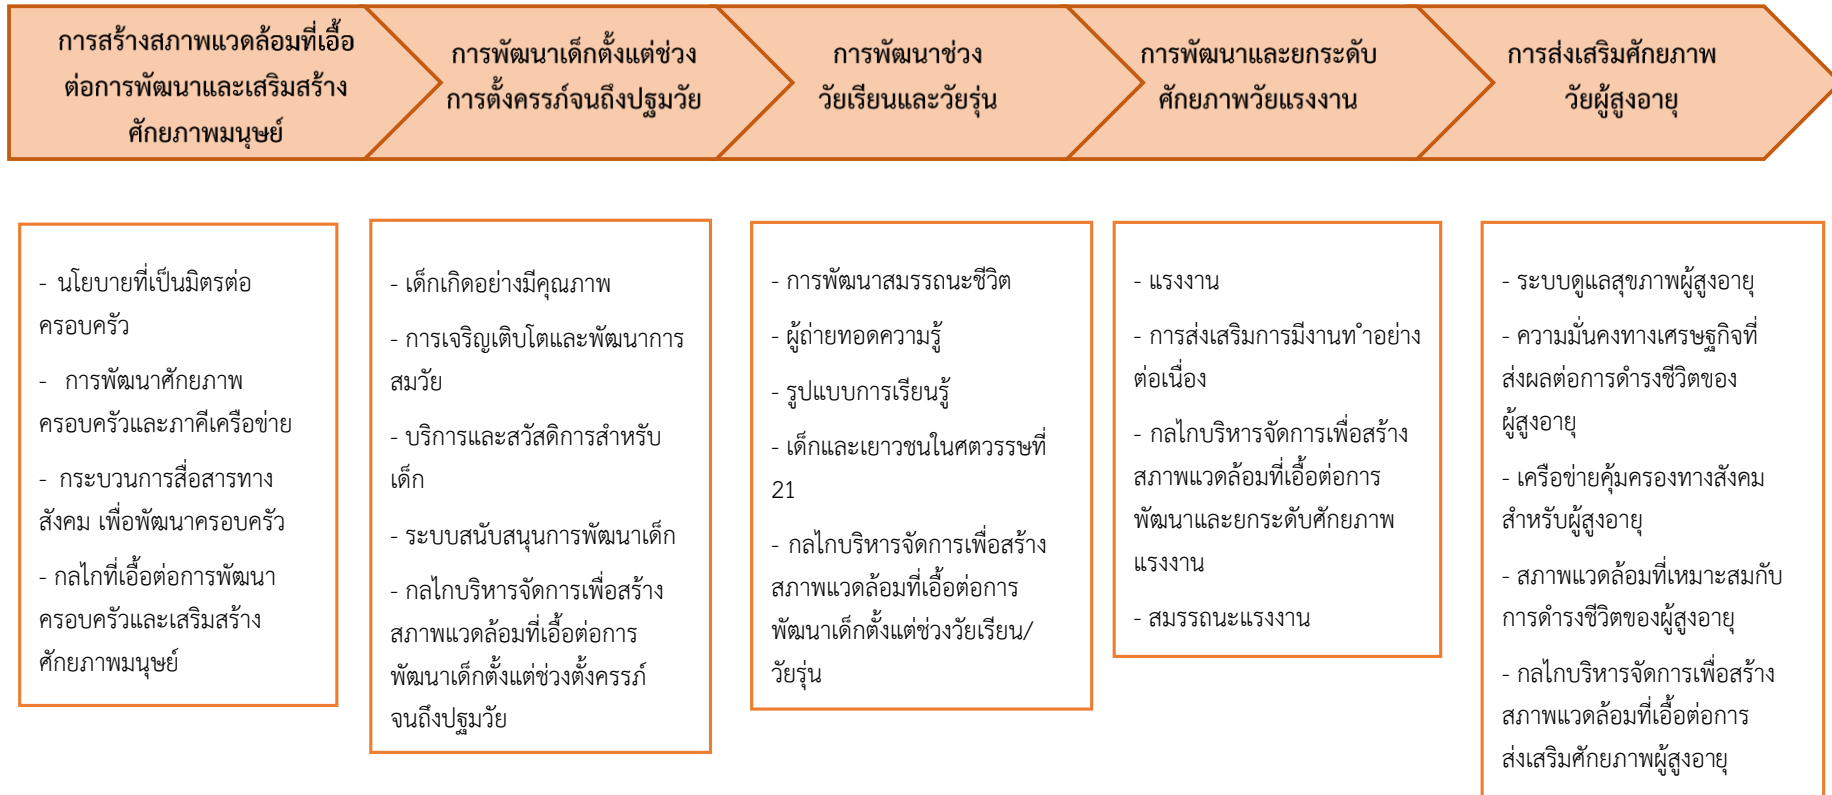 การสร้างสภาพแวดล้อมที่เอื้อ
ต่อการพัฒนาและเสริมสร้าง
ศักยภาพมนุษย์
การพัฒนาเด็กตั้งแต่ช่วง
การตั้งครรภ์จนถึงปฐมวัย
การพัฒนาช่วง
วัยเรียนและวัยรุ่น
การพัฒนาและยกระดับ
ศักยภาพวัยแรงงาน
การส่งเสริมศักยภาพ
วัยผู้สูงอายุ
- นโยบายที่เป็นมิตรต่อ
ครอบครัว
- การพัฒนาศักยภาพ
ครอบครัวและภาคีเครือข่าย
- กระบวนการสื่อสารทาง
สังคม เพื่อพัฒนาครอบครัว
- กลไกที่เอื้อต่อการพัฒนา
ครอบครัวและเสริมสร้าง
ศักยภาพมนุษย์
- เด็กเกิดอย่างมีคุณภาพ
- การเจริญเติบโตและพัฒนาการ
สมวัย
- บริการและสวัสดิการสำหรับ
เด็ก
- ระบบสนับสนุนการพัฒนาเด็ก
- กลไกบริหารจัดการเพื่อสร้าง
สภาพแวดล้อมที่เอื้อต่อการ
พัฒนาเด็กตั้งแต่ช่วงตั้งครรภ์
จนถึงปฐมวัย
- การพัฒนาสมรรถนะชีวิต
- ผู้ถ่ายทอดความรู้
- รูปแบบการเรียนรู้
- เด็กและเยาวชนในศตวรรษที่
21
- กลไกบริหารจัดการเพื่อสร้าง
สภาพแวดล้อมที่เอื้อต่อการ
พัฒนาเด็กตั้งแต่ช่วงวัยเรียน/
วัยรุ่น
- แรงงาน
- การส่งเสริมการมีงานท ำอย่าง
ต่อเนื่อง
- กลไกบริหารจัดการเพื่อสร้าง
สภาพแวดล้อมที่เอื้อต่อการ
พัฒนาและยกระดับศักยภาพ
แรงงาน
- สมรรถนะแรงงาน
- ระบบดูแลสุขภาพผู้สูงอายุ
- ความมั่นคงทางเศรษฐกิจที่
ส่งผลต่อการดำรงชีวิตของ
ผู้สูงอายุ
- เครือข่ายคุ้มครองทางสังคม
สำหรับผู้สูงอายุ
- สภาพแวดล้อมที่เหมาะสมกับ
การดำรงชีวิตของผู้สูงอายุ
- กลไกบริหารจัดการเพื่อสร้าง
สภาพแวดล้อมที่เอื้อต่อการ
ส่งเสริมศักยภาพผู้สูงอายุ